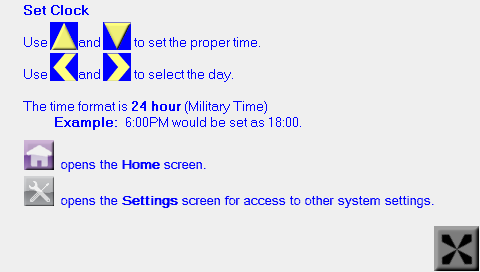 Set Clock
Use and to set the proper time.
Use and to select the day.
The time format is 24 hour (Military Time)
Example: 6:00PM would be set as 18:00.
opens the Home screen.
opens the Settings screen for access to other system settings.